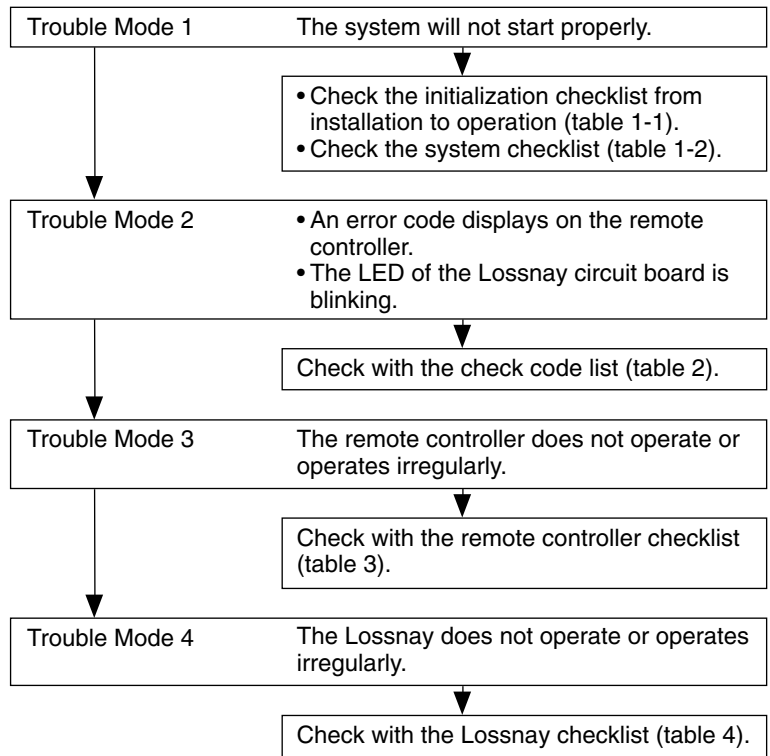 Trouble Mode 1 The system will not start properly.
• Check the initialization checklist from
installation to operation (table 1-1).
• Check the system checklist (table 1-2).
Trouble Mode 2 • An error code displays on the remote
controller.
• The LED of the Lossnay circuit board is
blinking.
Check with the check code list (table 2).
Trouble Mode 3 The remote controller does not operate or
operates irregularly.
Check with the remote controller checklist
(table 3).
Trouble Mode 4 The Lossnay does not operate or operates
irregularly.
Check with the Lossnay checklist (table 4).